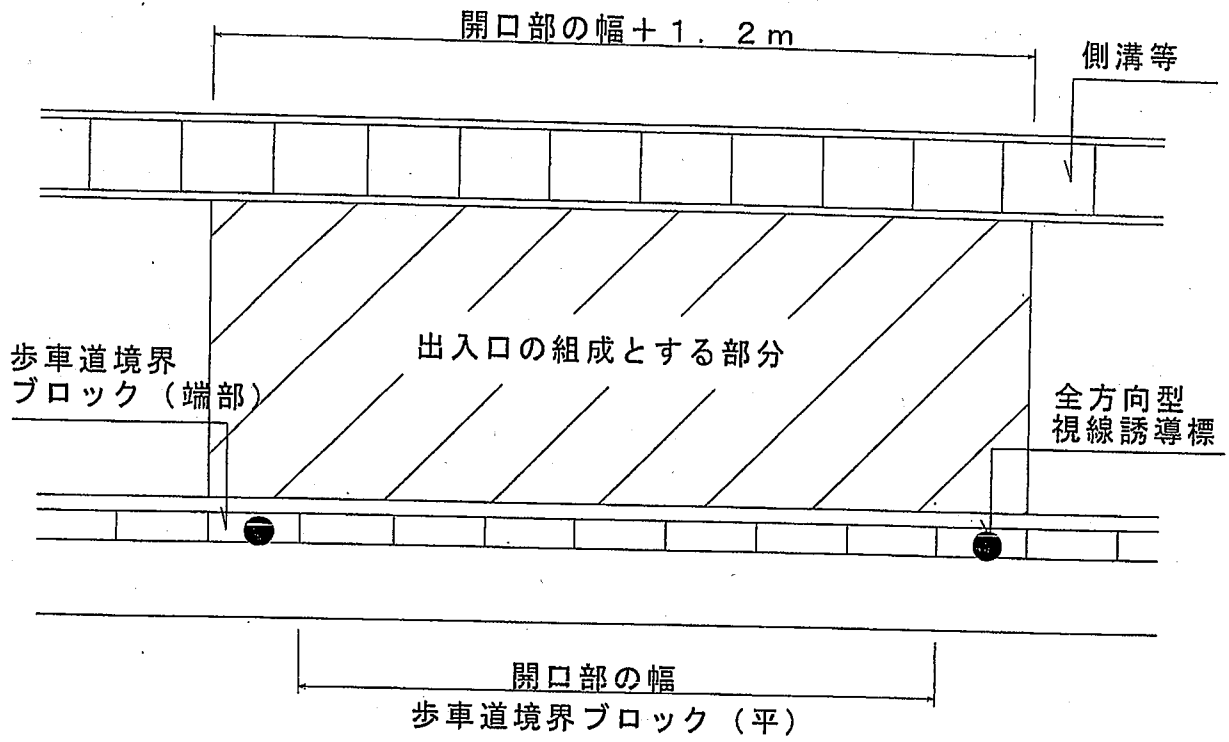 開口部の幅+1.2m
側溝等
出入口の組成とする部分
歩車道境界
ブロック(端部)
全方向型
視線誘導標
開口部の幅
歩車道境界ブロック(平)